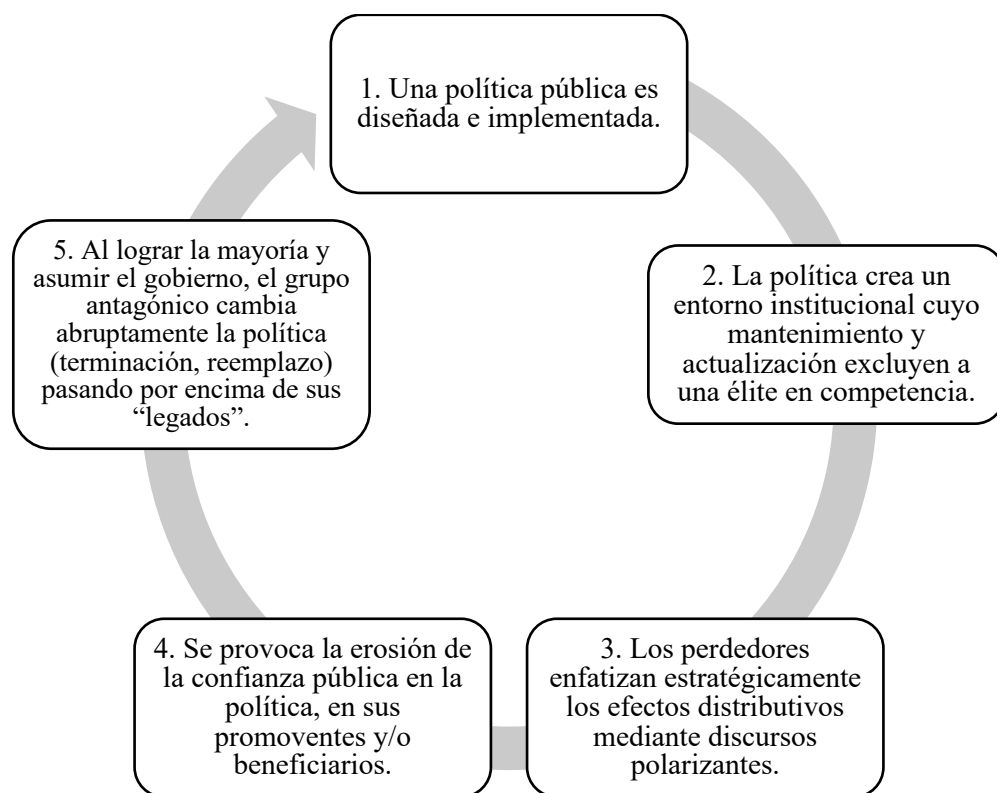 1. Una política pública es
diseñada e implementada.
2. La política crea un
entorno institucional cuyo
mantenimiento y
actualización excluyen a
una élite en competencia.
3. Los perdedores
enfatizan estratégicamente
los efectos distributivos
mediante discursos
polarizantes.
4. Se provoca la erosión de
la confianza pública en la
política, en sus
promoventes y/o
beneficiarios.
5. Al lograr la mayoría y
asumir el gobierno, el grupo
antagónico cambia
abruptamente la política
(terminación, reemplazo)
pasando por encima de sus
“legados”.